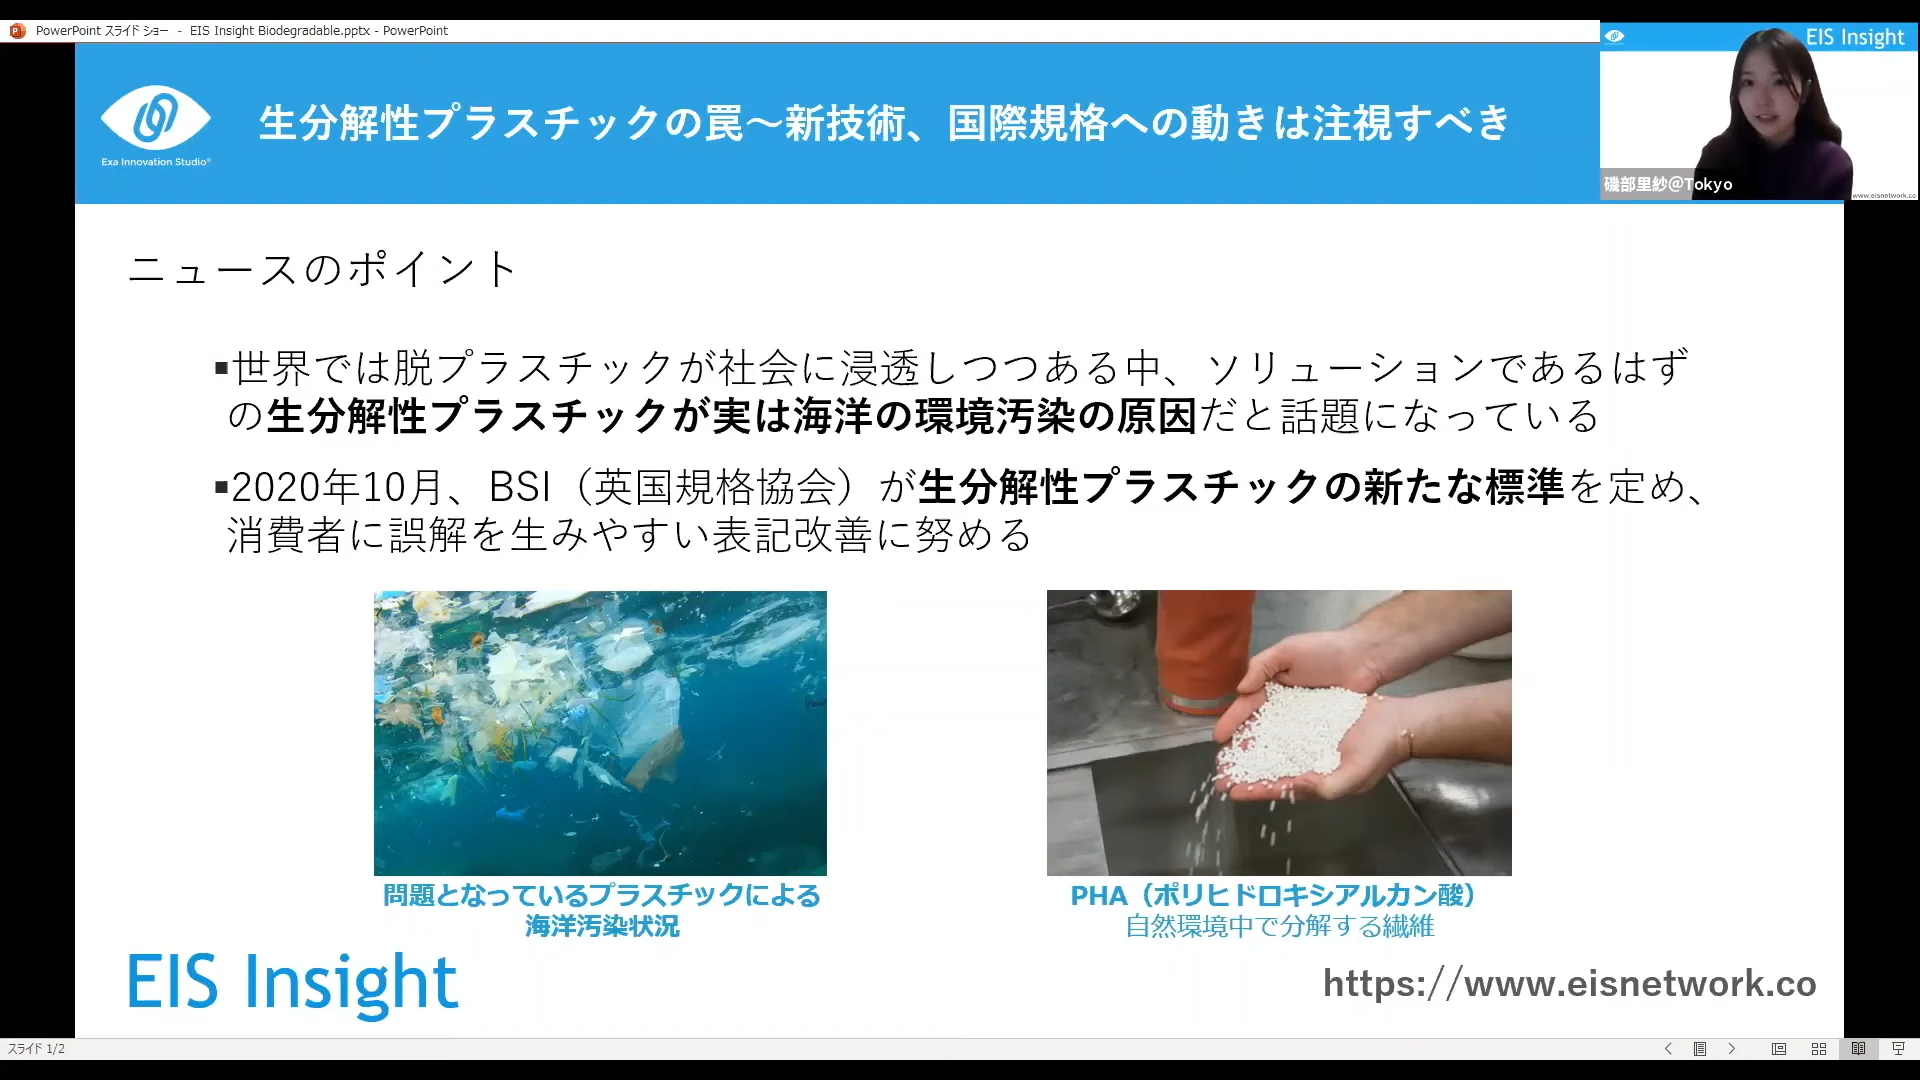 PowerPoint スライド ショー - EIS Insight Biodegradable.pptx - PowerPoint
Exa Innovation Studio®
生分解性プラスチックの罠～新技術、国際規格への動きは注視すべき
EIS Insight
磯部里紗@Tokyo
www.eisnetwork.co
ニュースのポイント
▪世界では脱プラスチックが社会に浸透しつつある中、ソリューションであるはず
の生分解性プラスチックが実は海洋の環境汚染の原因だと話題になっている
▪2020年10月、BSI（英国規格協会）が生分解性プラスチックの新たな標準を定め、
消費者に誤解を生みやすい表記改善に努める
問題となっているプラスチックによる
海洋汚染状況
PHA（ポリヒドロキシアルカン酸）
自然環境中で分解する繊維
EIS Insight
https://www.eisnetwork.co
スライド 1/2